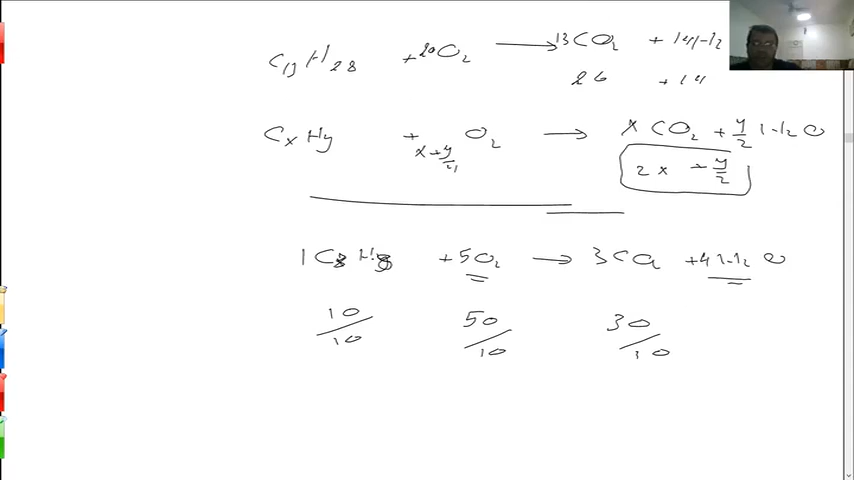 C13H28 + 20O2 → 13CO2 + 14H2
26 + 14
CxHy + x+y/4 O2 → xCO2 + y/2 H2O
2x + y/2
1C3H8 + 5O2 → 3CO2 + 4H2O
10/10 50/10 30/10